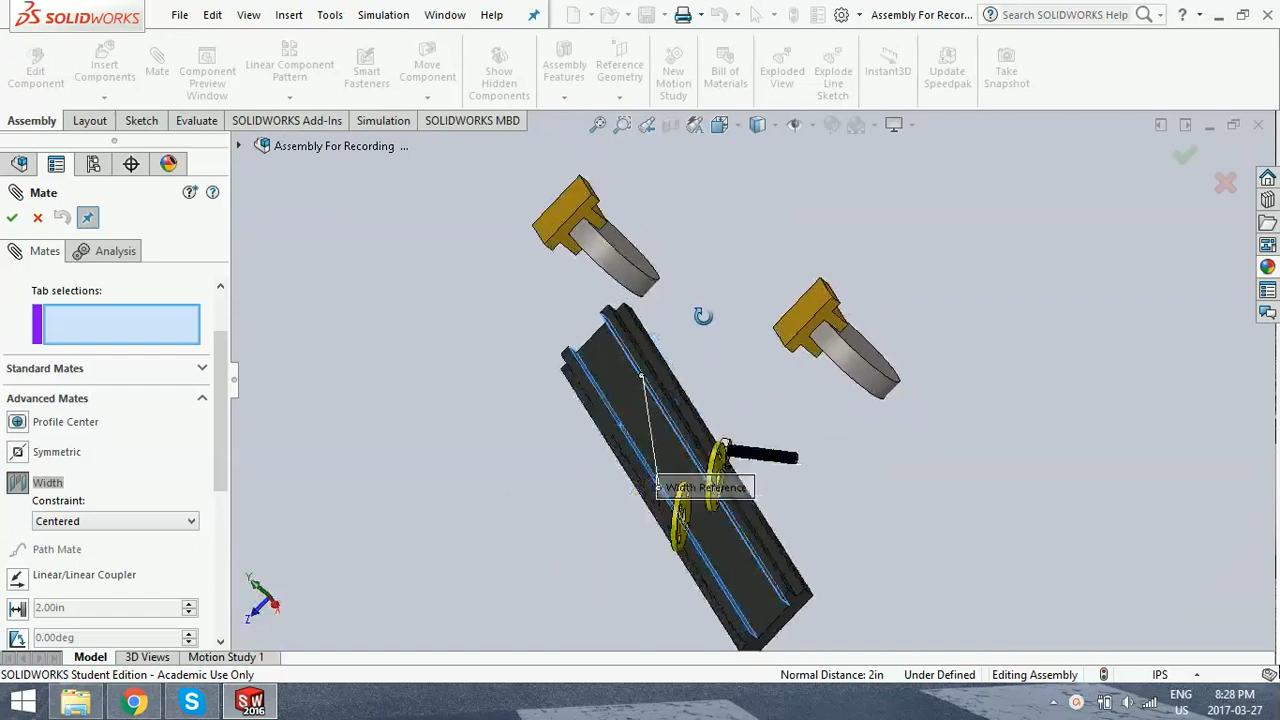 SOLIDWORKS File Edit View Insert Tools Simulation Window Help Assembly For Recor... Search SOLIDWORKS Help ?
Edit Component
Insert Components
Mate
Component Preview Window
Linear Component Pattern
Smart Fasteners
Move Component
Show Hidden Components
Assembly Features
Reference Geometry
New Motion Study
Bill of Materials
Exploded View
Explode Line Sketch
Instant3D
Update Speedpak
Take Snapshot
Assembly Layout Sketch Evaluate SOLIDWORKS Add-Ins Simulation SOLIDWORKS MBD
Assembly For Recording ...
Mate
Mates Analysis
Tab selections:
Standard Mates
Advanced Mates
Profile Center
Symmetric
Width
Constraint:
Centered
Path Mate
Linear/Linear Coupler
2.00in
0.00deg
Width Reference
Y
Z
X
Model 3D Views Motion Study 1
SOLIDWORKS Student Edition - Academic Use Only Normal Distance: 2in Under Defined Editing Assembly IPS
SW
2016
ENG
US
8:28 PM
2017-03-27